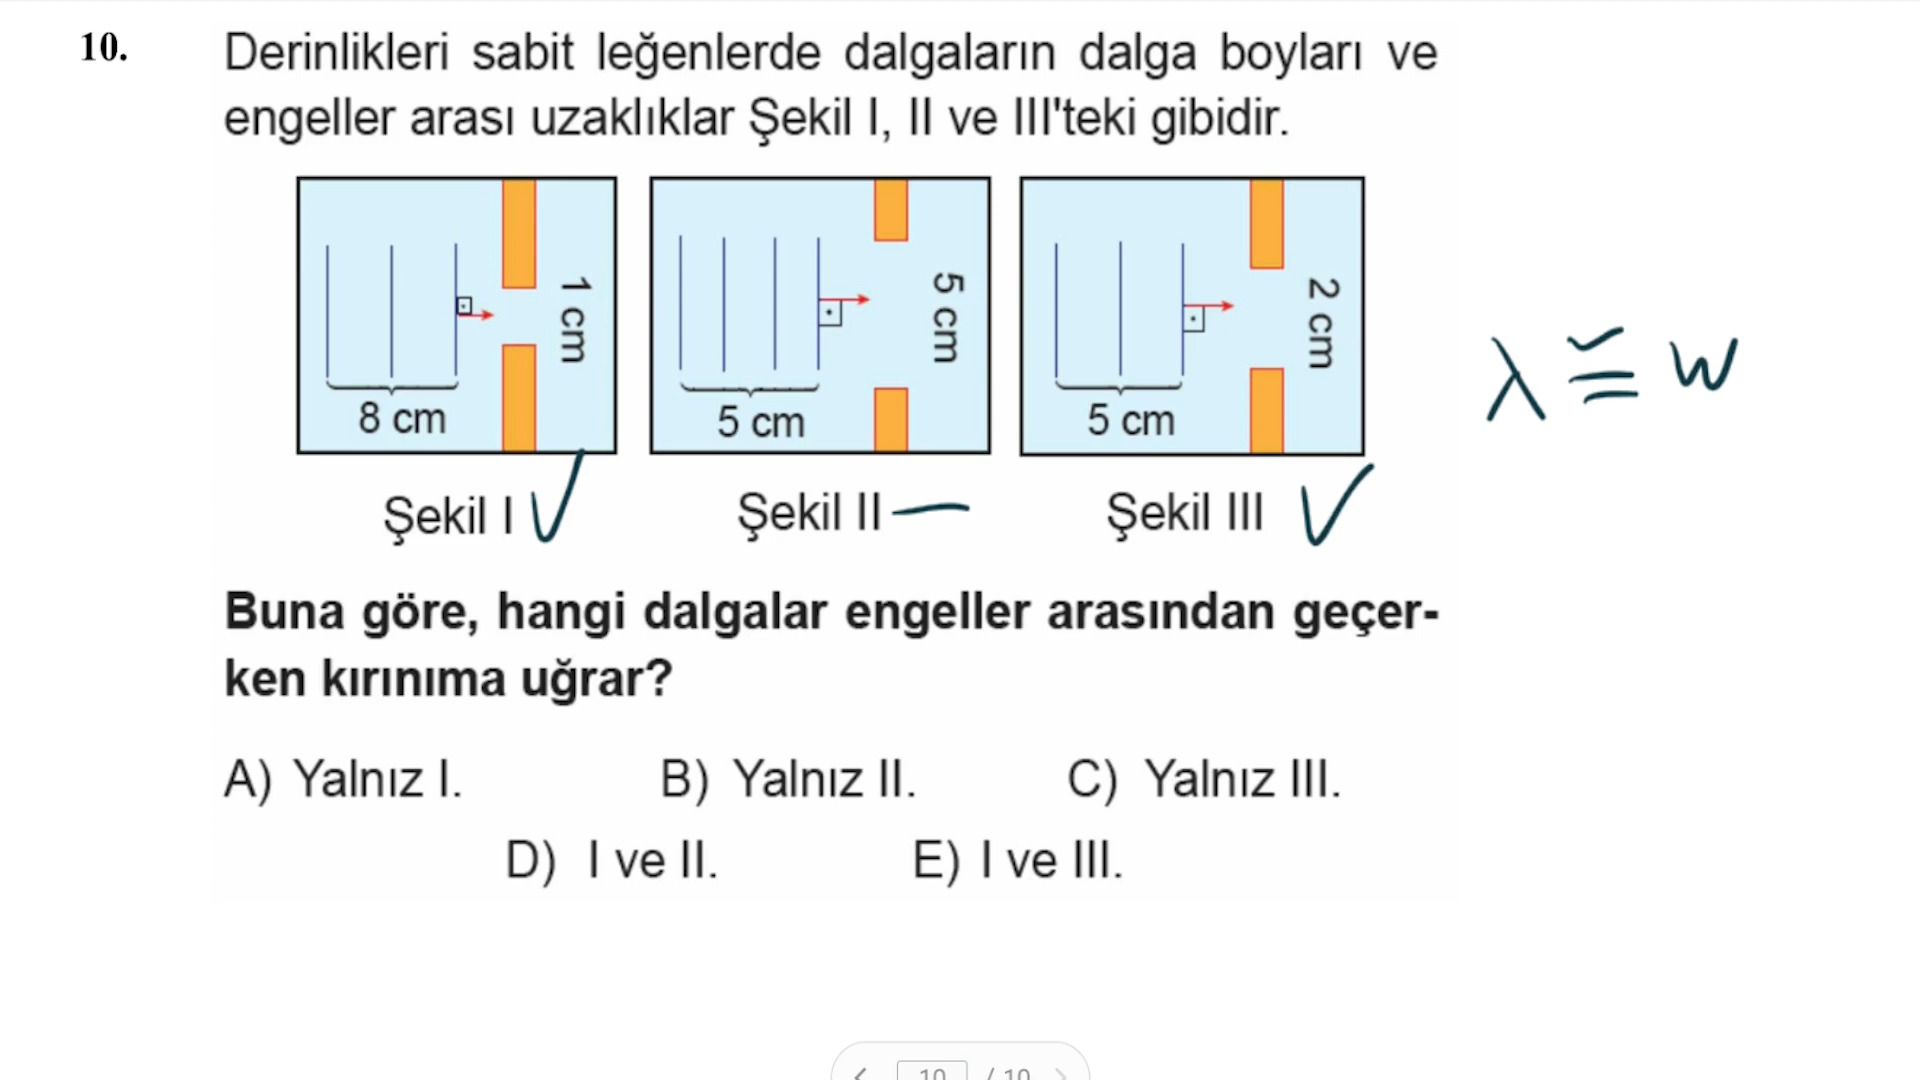 10.
Derinlikleri sabit leğenlerde dalgaların dalga boyları ve
engeller arası uzaklıklar Şekil I, II ve III'teki gibidir.
1 cm
8 cm
5 cm
5 cm
2 cm
5 cm
λ ≅ w
Şekil I
Şekil II
Şekil III
Buna göre, hangi dalgalar engeller arasından geçer-
ken kırınıma uğrar?
A) Yalnız I.
B) Yalnız II.
C) Yalnız III.
D) I ve II.
E) I ve III.
10 / 10